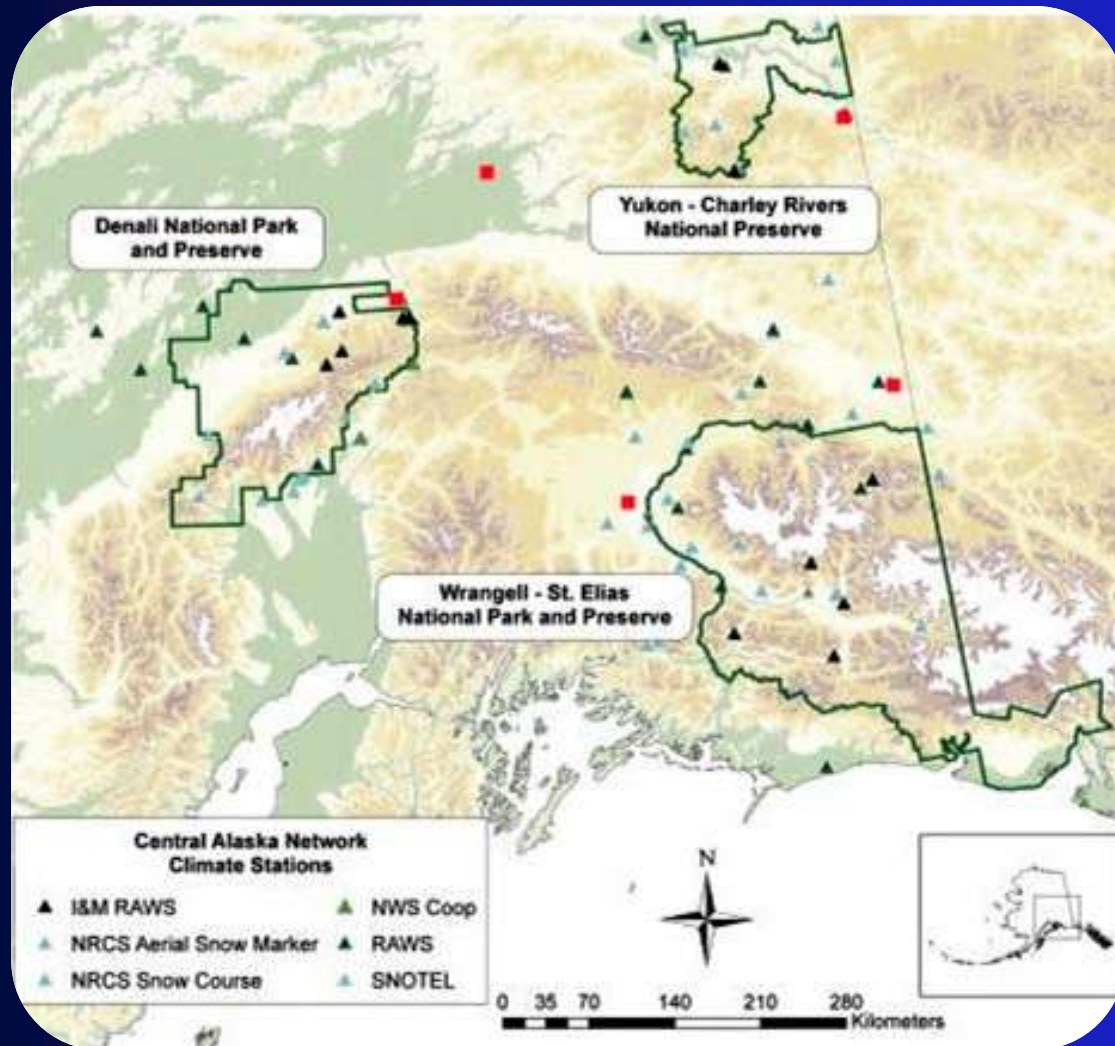 Yukon - Charley Rivers
National Preserve
Denali National Park
and Preserve
Wrangell - St. Elias
National Park and Preserve
Central Alaska Network
Climate Stations
I&M RAWS
NWS Coop
NRCS Aerial Snow Marker
RAWS
NRCS Snow Course
SNOTEL
N
0 35 70 140 210 280
Kilometers